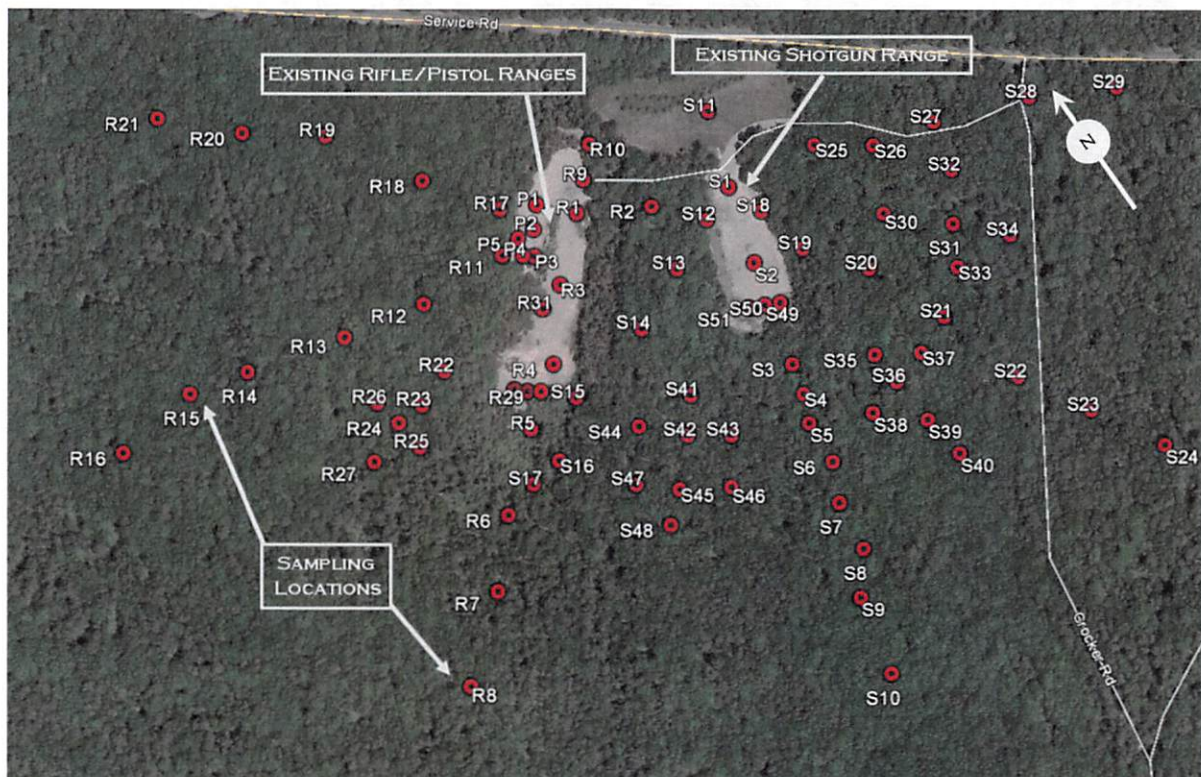 Service Rd
EXISTING RIFLE/PISTOL RANGES
EXISTING SHOTGUN RANGE
S29
S28
S11
S27
R21
R20
R19
R10
S25
S26
N
R18
R9
S1
S32
R17
P1
R1
R2
S12
S18
S30
P2
S31
S34
P5
P4
P3
R11
S13
S2
S19
S20
S33
R3
R12
R31
S14
S51
S50
S49
S21
R13
R22
R4
S3
S35
S36
S37
S22
R14
R15
R26
R23
R29
S15
S41
S4
S23
R24
R25
R5
S44
S42
S43
S5
S38
S39
S24
R16
R27
S16
S6
S40
S17
S47
S45
S46
R6
S48
S7
SAMPLING
LOCATIONS
S8
R7
S9
Crocker Rd
R8
S10